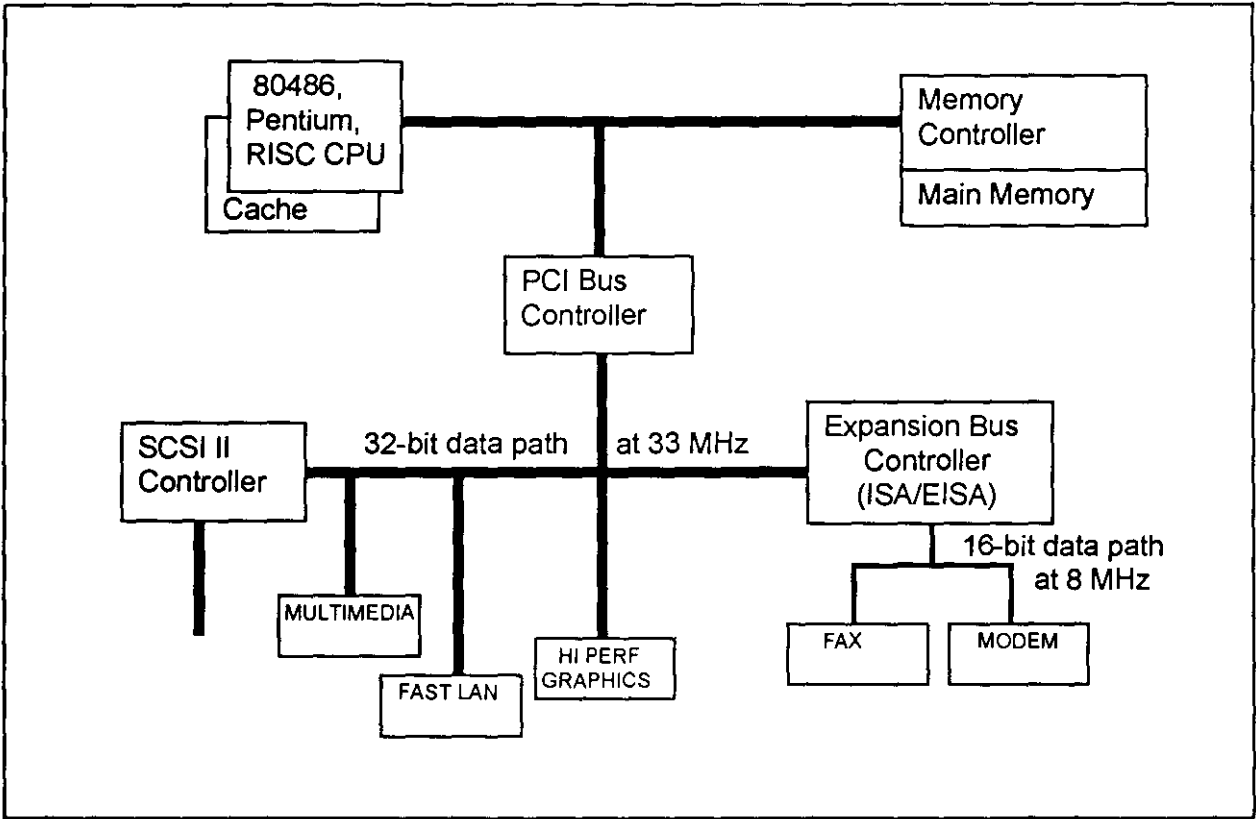 80486,
Pentium,
RISC CPU
Cache
Memory
Controller
Main Memory
PCI Bus
Controller
SCSI II
Controller
32-bit data path
at 33 MHz
Expansion Bus
Controller
(ISA/EISA)
16-bit data path
at 8 MHz
MULTIMEDIA
FAST LAN
HI PERF
GRAPHICS
FAX
MODEM